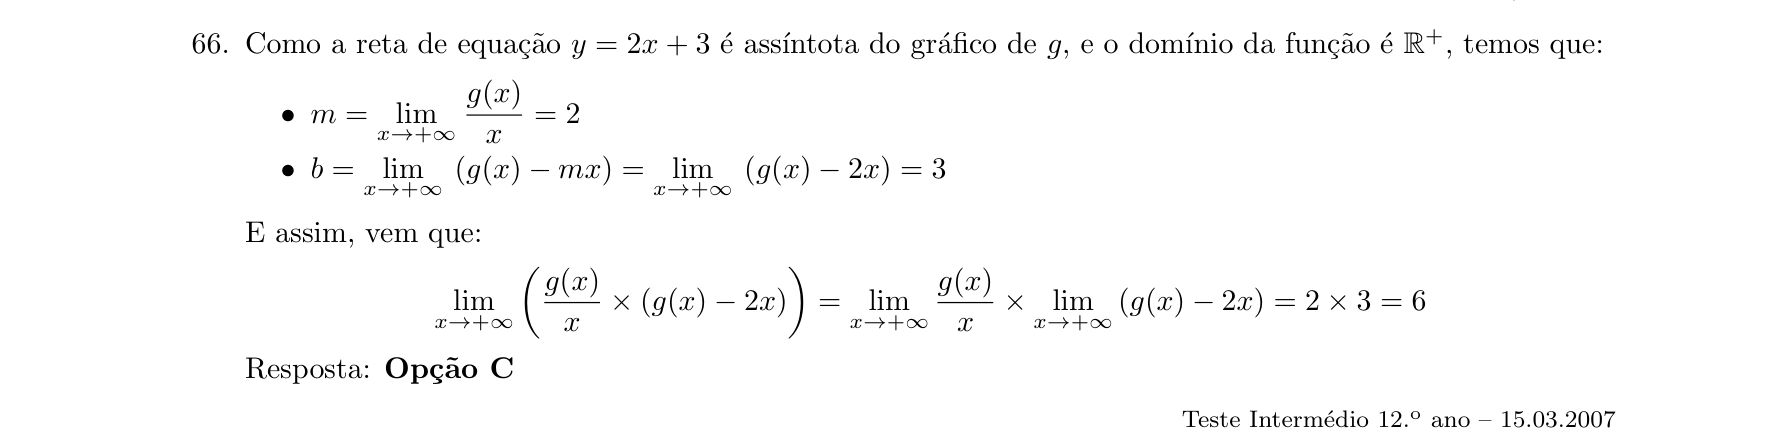 66. Como a reta de equação y = 2x + 3 é assíntota do gráfico de g, e o domínio da função é ℝ⁺, temos que:
• m = lim_{x→+∞} g(x)/x = 2
• b = lim_{x→+∞} (g(x) − mx) = lim_{x→+∞} (g(x) − 2x) = 3
E assim, vem que:
lim_{x→+∞} (g(x)/x × (g(x) − 2x)) = lim_{x→+∞} g(x)/x × lim_{x→+∞} (g(x) − 2x) = 2 × 3 = 6
Resposta: Opção C
Teste Intermédio 12.º ano – 15.03.2007